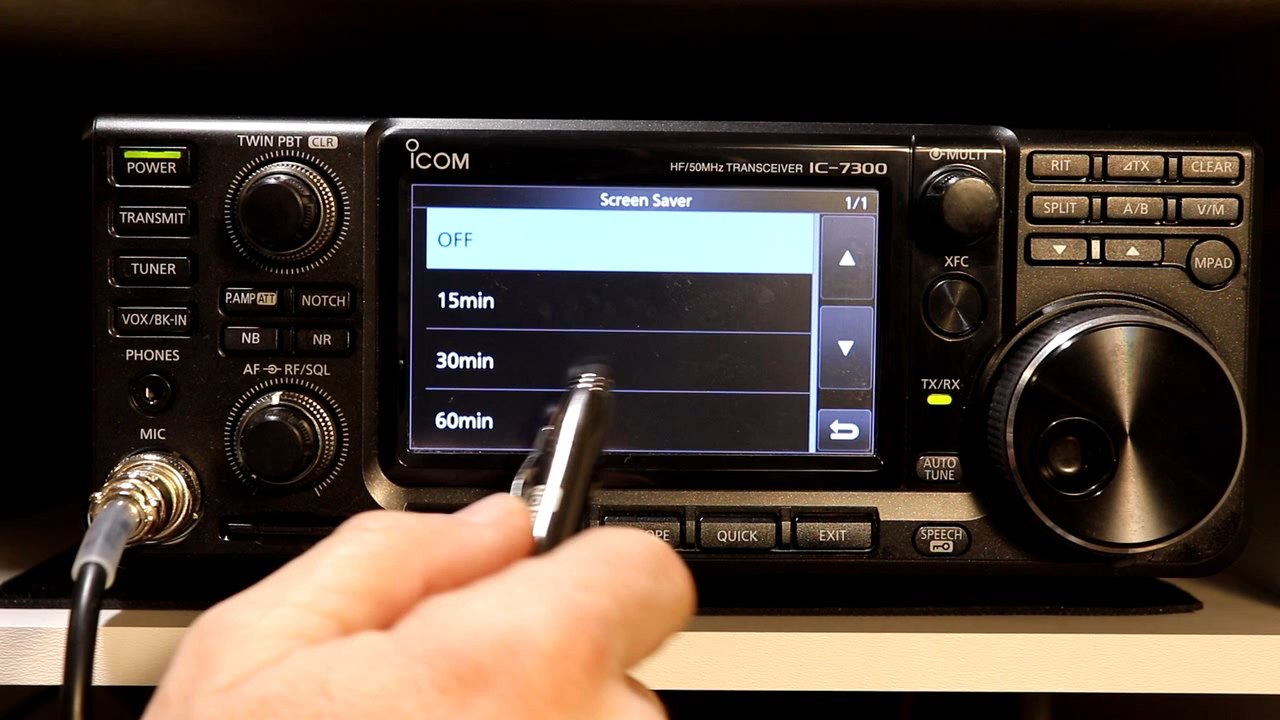 TWIN PBT CLR
POWER
TRANSMIT
TUNER
VOX/BK-IN
PHONES
MIC
P.AMP ATT
NOTCH
NB
NR
AF RF/SQL
ICOM
HF/50MHz TRANSCEIVER IC-7300
Screen Saver 1/1
OFF
15min
30min
60min
QUICK
EXIT
MULTI
XFC
TX/RX
AUTO
TUNE
SPEECH
RIT
⊿TX
CLEAR
SPLIT
A/B
V/M
MPAD